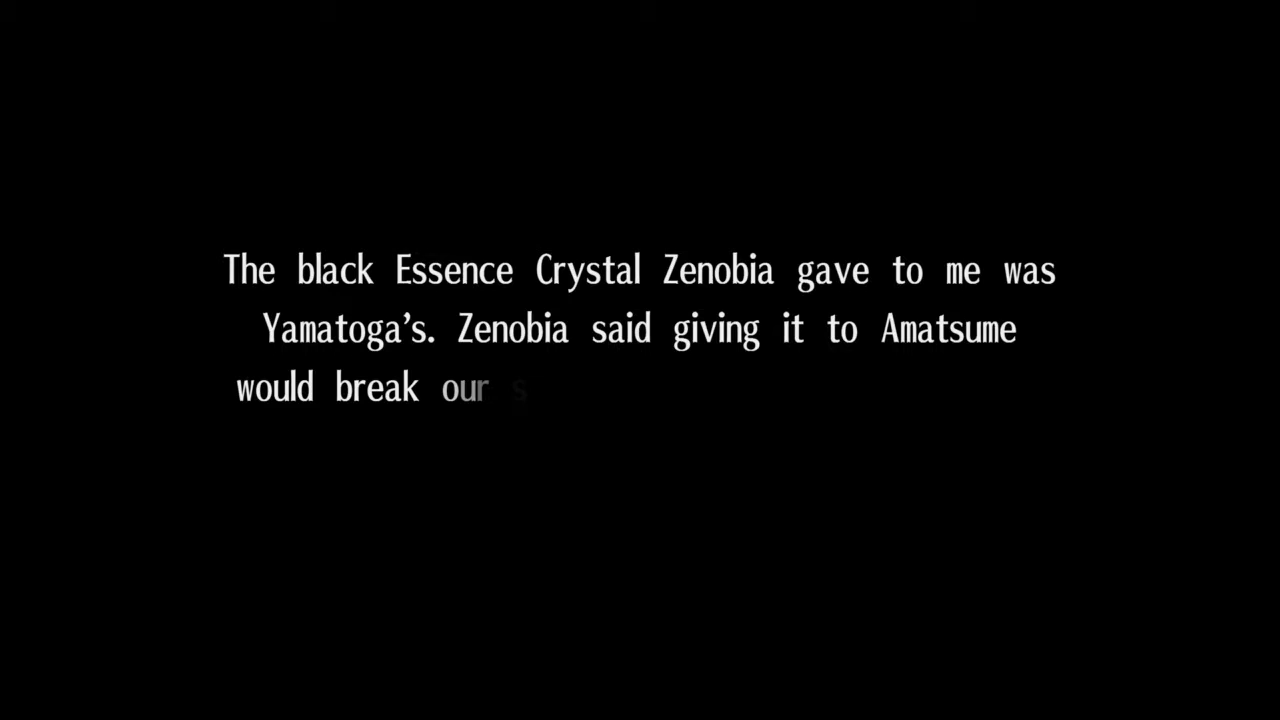 The black Essence Crystal Zenobia gave to me was
Yamatoga’s. Zenobia said giving it to Amatsume
would break our s